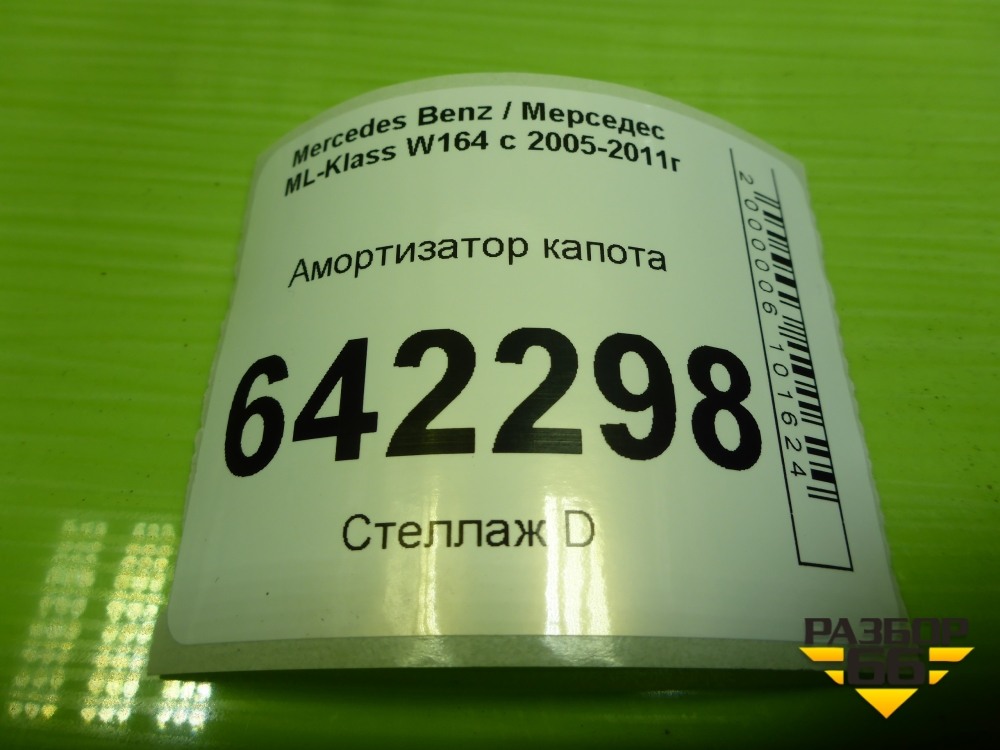 Mercedes Benz / Мерседес
ML-Klass W164 с 2005-2011г
Амортизатор капота
642298
Стеллаж D
2000006101624
РАЗБОР
66